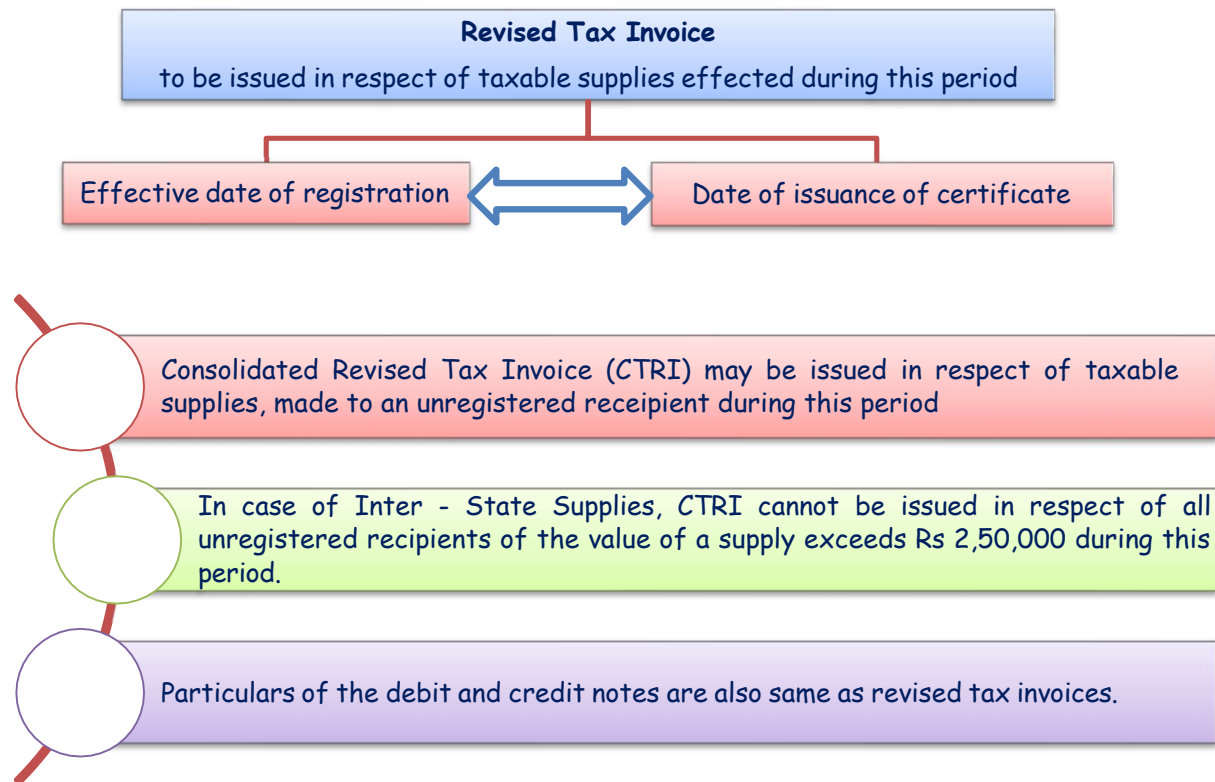 Revised Tax Invoice
to be issued in respect of taxable supplies effected during this period
Effective date of registration
Date of issuance of certificate
Consolidated Revised Tax Invoice (CTRI) may be issued in respect of taxable
supplies, made to an unregistered receipient during this period
In case of Inter - State Supplies, CTRI cannot be issued in respect of all
unregistered recipients of the value of a supply exceeds Rs 2,50,000 during this
period.
Particulars of the debit and credit notes are also same as revised tax invoices.